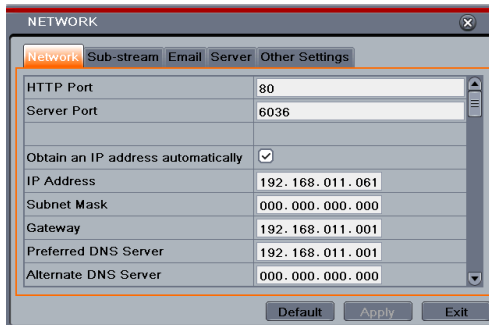 NETWORK
Network Sub-stream Email Server Other Settings
HTTP Port 80
Server Port 6036
Obtain an IP address automatically
IP Address 192.168.011.061
Subnet Mask 000.000.000.000
Gateway 192.168.011.001
Preferred DNS Server 192.168.011.001
Alternate DNS Server 000.000.000.000
Default Apply Exit